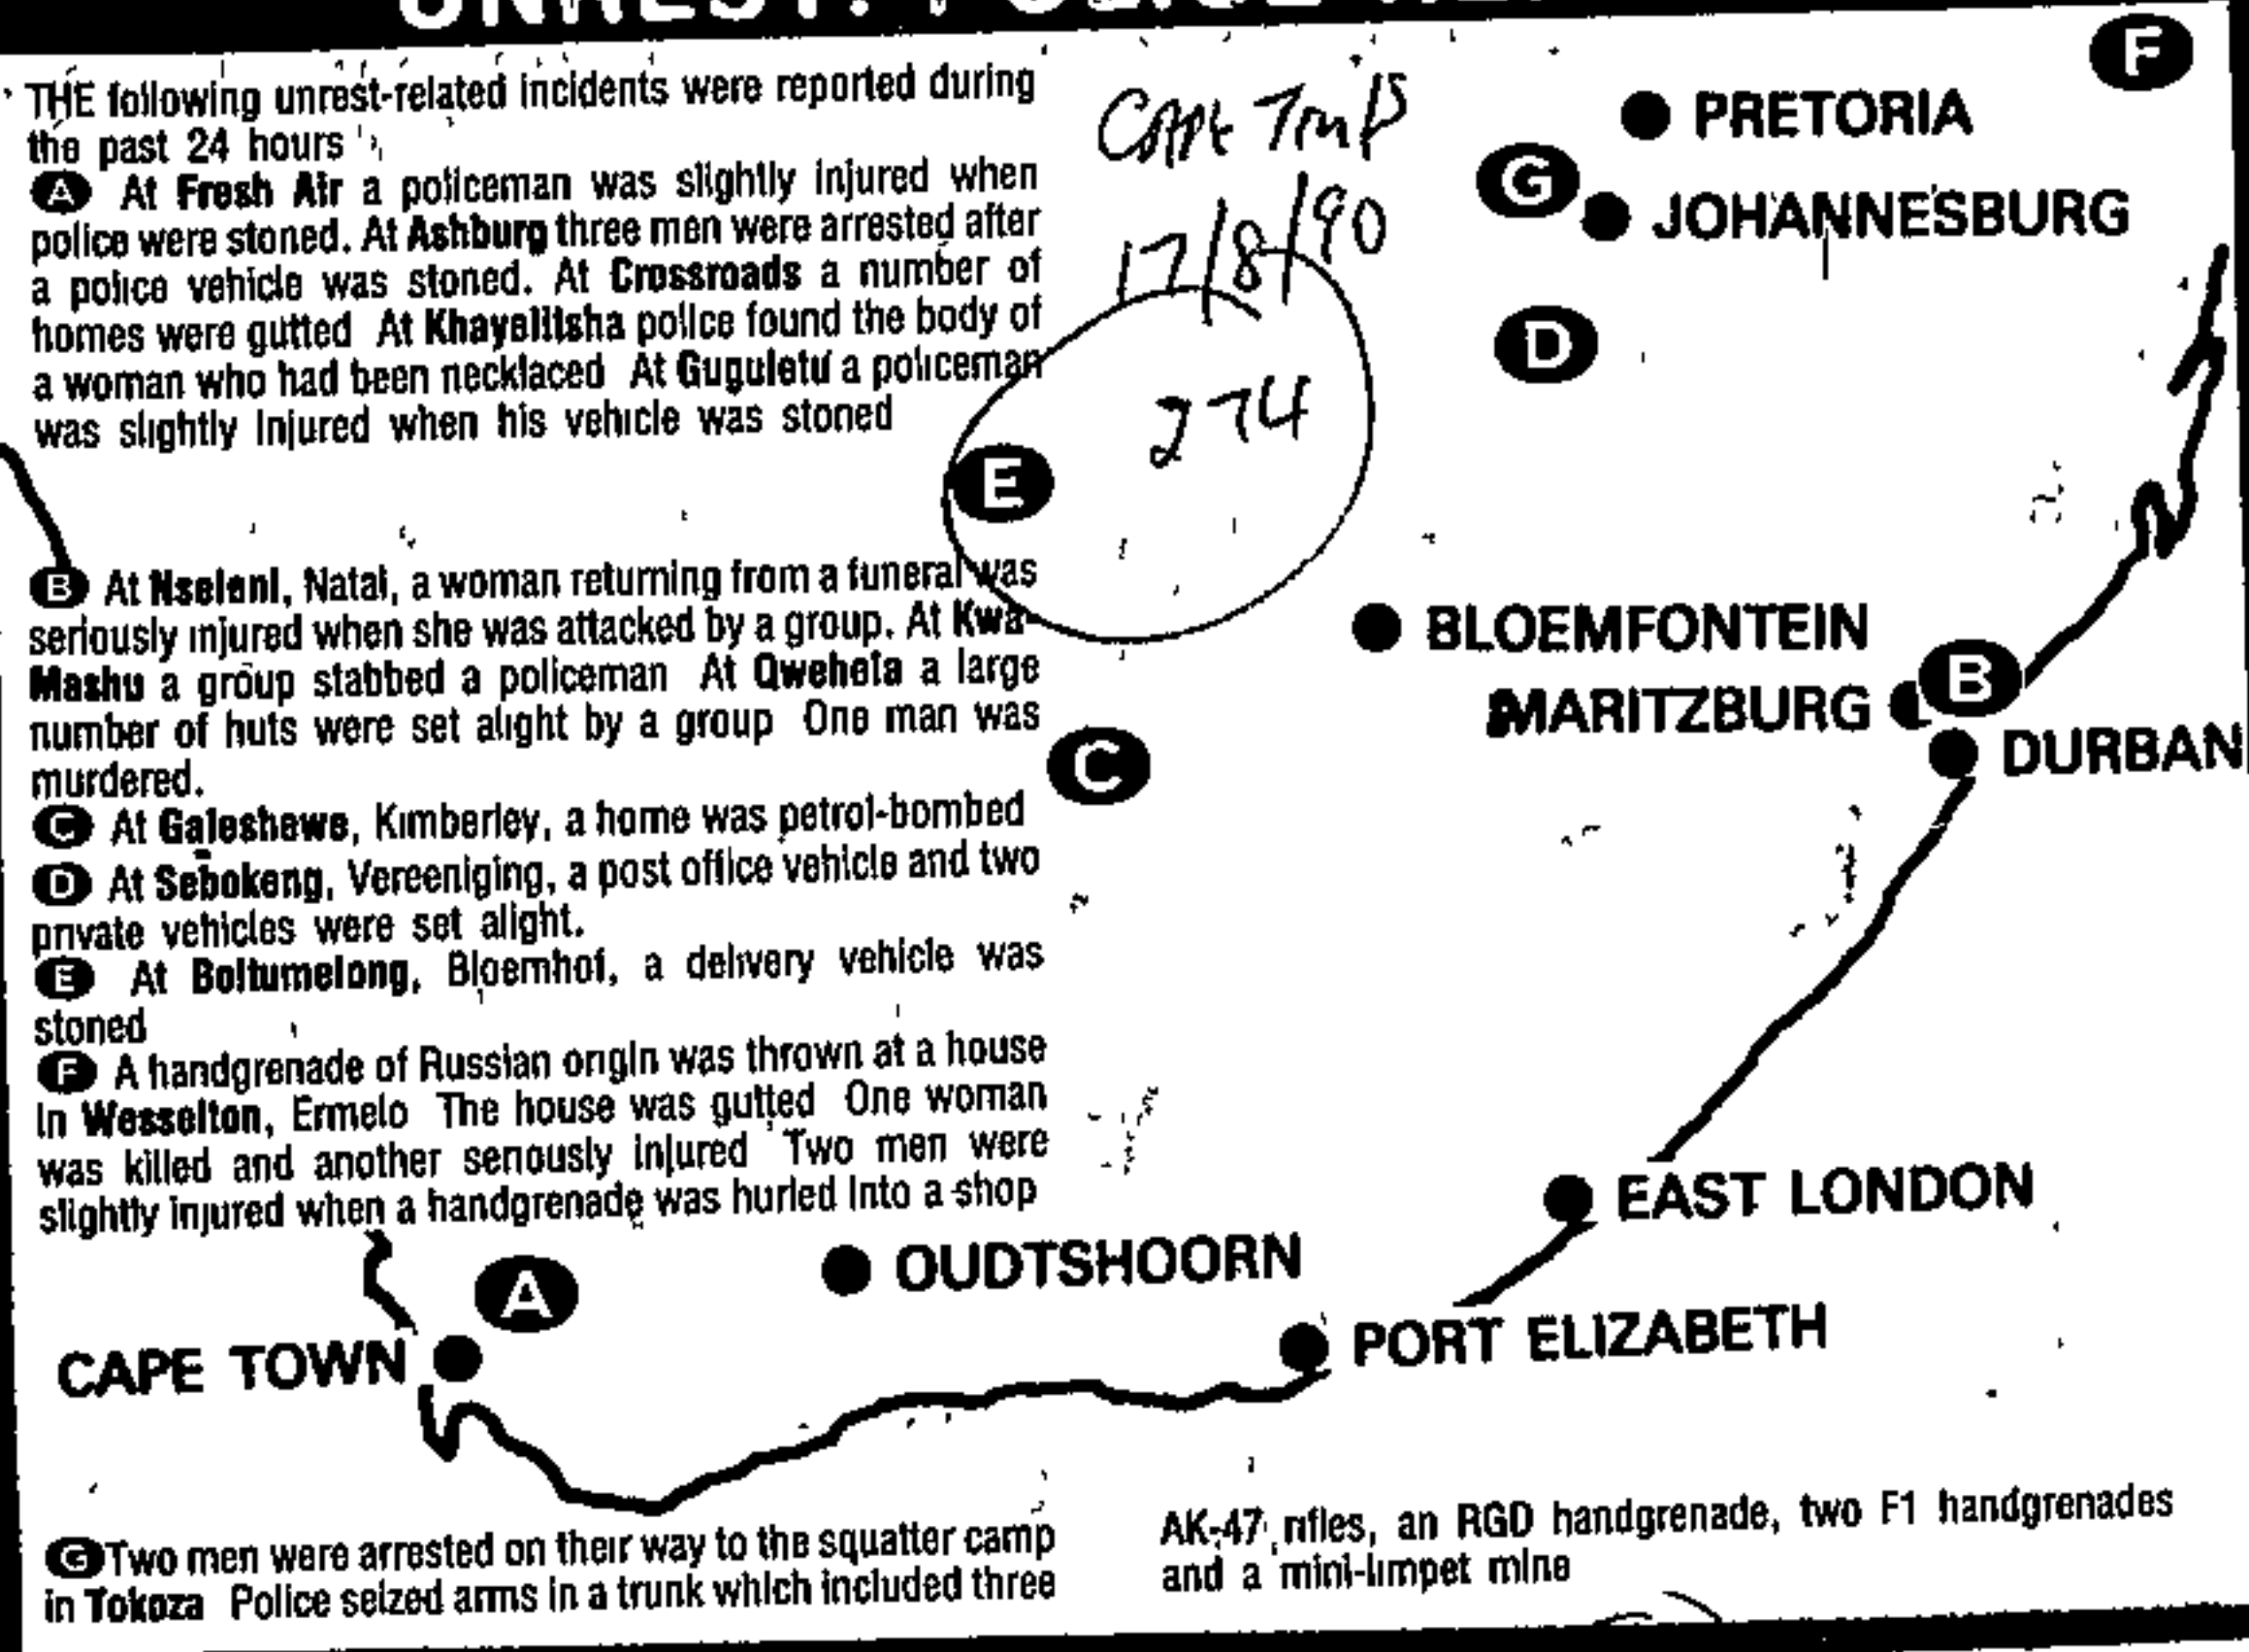 UNREST: POLICE
THE following unrest-related incidents were reported during
the past 24 hours
A At Fresh Air a policeman was slightly injured when
police were stoned. At Ashburg three men were arrested after
a police vehicle was stoned. At Crossroads a number of
homes were gutted At Khayelitsha police found the body of
a woman who had been necklaced At Guguletu a policeman
was slightly injured when his vehicle was stoned
B At Nseleni, Natal, a woman returning from a funeral was
seriously injured when she was attacked by a group. At Kwa-
Mashu a group stabbed a policeman At Qwehela a large
number of huts were set alight by a group One man was
murdered.
C At Galeshewe, Kimberley, a home was petrol-bombed
D At Sebokeng, Vereeniging, a post office vehicle and two
private vehicles were set alight.
E At Boitumelong, Bloemhof, a delivery vehicle was
stoned
F A handgrenade of Russian origin was thrown at a house
in Wesselton, Ermelo The house was gutted One woman
was killed and another seriously injured Two men were
slightly injured when a handgrenade was hurled into a shop
G Two men were arrested on their way to the squatter camp
in Tokoza Police seized arms in a trunk which included three
AK-47 rifles, an RGD handgrenade, two F1 handgrenades
and a mini-limpet mine
Cape Times
17/8/90
274
F
PRETORIA
G
JOHANNESBURG
D
E
BLOEMFONTEIN
B
MARITZBURG
C
DURBAN
EAST LONDON
A
OUDTSHOORN
PORT ELIZABETH
CAPE TOWN